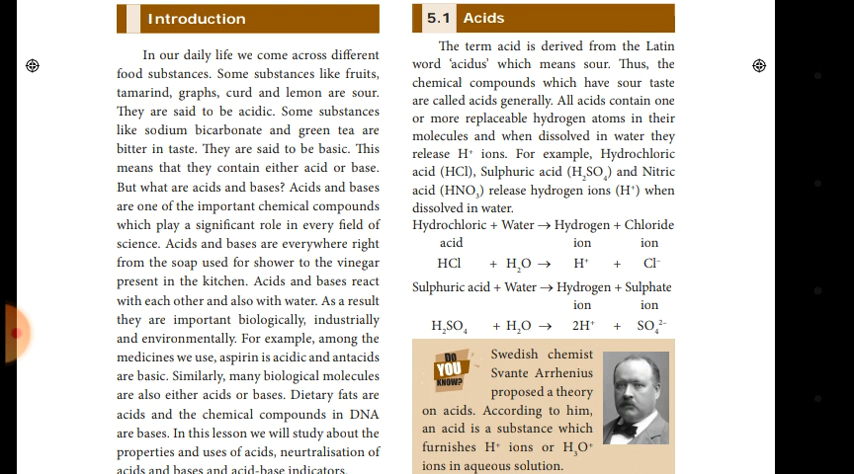 Introduction
In our daily life we come across different
food substances. Some substances like fruits,
tamarind, graphs, curd and lemon are sour.
They are said to be acidic. Some substances
like sodium bicarbonate and green tea are
bitter in taste. They are said to be basic. This
means that they contain either acid or base.
But what are acids and bases? Acids and bases
are one of the important chemical compounds
which play a significant role in every field of
science. Acids and bases are everywhere right
from the soap used for shower to the vinegar
present in the kitchen. Acids and bases react
with each other and also with water. As a result
they are important biologically, industrially
and environmentally. For example, among the
medicines we use, aspirin is acidic and antacids
are basic. Similarly, many biological molecules
are also either acids or bases. Dietary fats are
acids and the chemical compounds in DNA
are bases. In this lesson we will study about the
properties and uses of acids, neurtralisation of
acids and bases and acid-base indicators.
5.1 Acids
The term acid is derived from the Latin
word ‘acidus’ which means sour. Thus, the
chemical compounds which have sour taste
are called acids generally. All acids contain one
or more replaceable hydrogen atoms in their
molecules and when dissolved in water they
release H⁺ ions. For example, Hydrochloric
acid (HCl), Sulphuric acid (H₂SO₄) and Nitric
acid (HNO₃) release hydrogen ions (H⁺) when
dissolved in water.
Hydrochloric + Water → Hydrogen + Chloride
acid ion ion
HCl + H₂O → H⁺ + Cl⁻
Sulphuric acid + Water → Hydrogen + Sulphate
ion ion
H₂SO₄ + H₂O → 2H⁺ + SO₄²⁻
DO
YOU
KNOW?
Swedish chemist
Svante Arrhenius
proposed a theory
on acids. According to him,
an acid is a substance which
furnishes H⁺ ions or H₃O⁺
ions in aqueous solution.